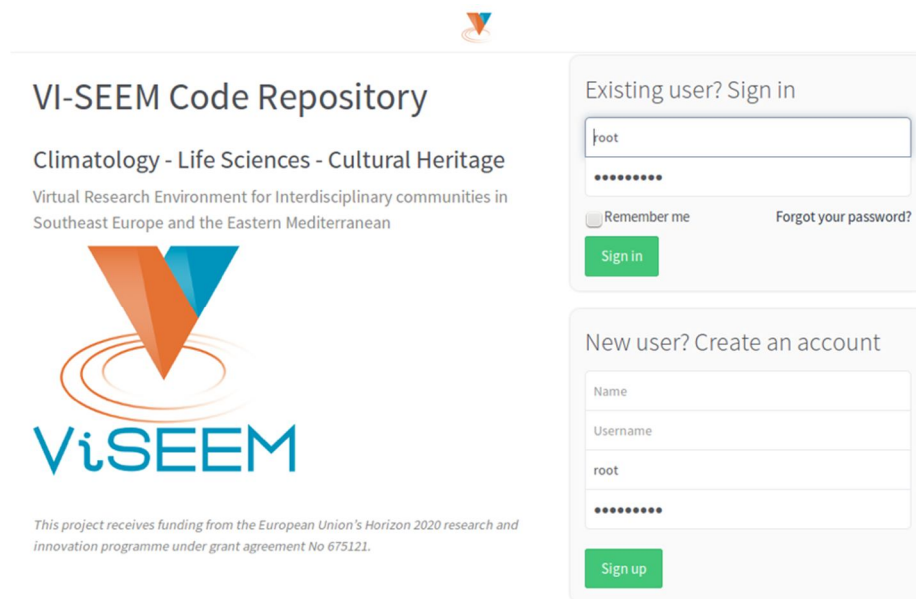 VI-SEEM Code Repository
Climatology - Life Sciences - Cultural Heritage
Virtual Research Environment for Interdisciplinary communities in
Southeast Europe and the Eastern Mediterranean
ViSEEM
This project receives funding from the European Union's Horizon 2020 research and
innovation programme under grant agreement No 675121.
Existing user? Sign in
root
•••••••••
Remember me
Forgot your password?
Sign in
New user? Create an account
Name
Username
root
•••••••••
Sign up